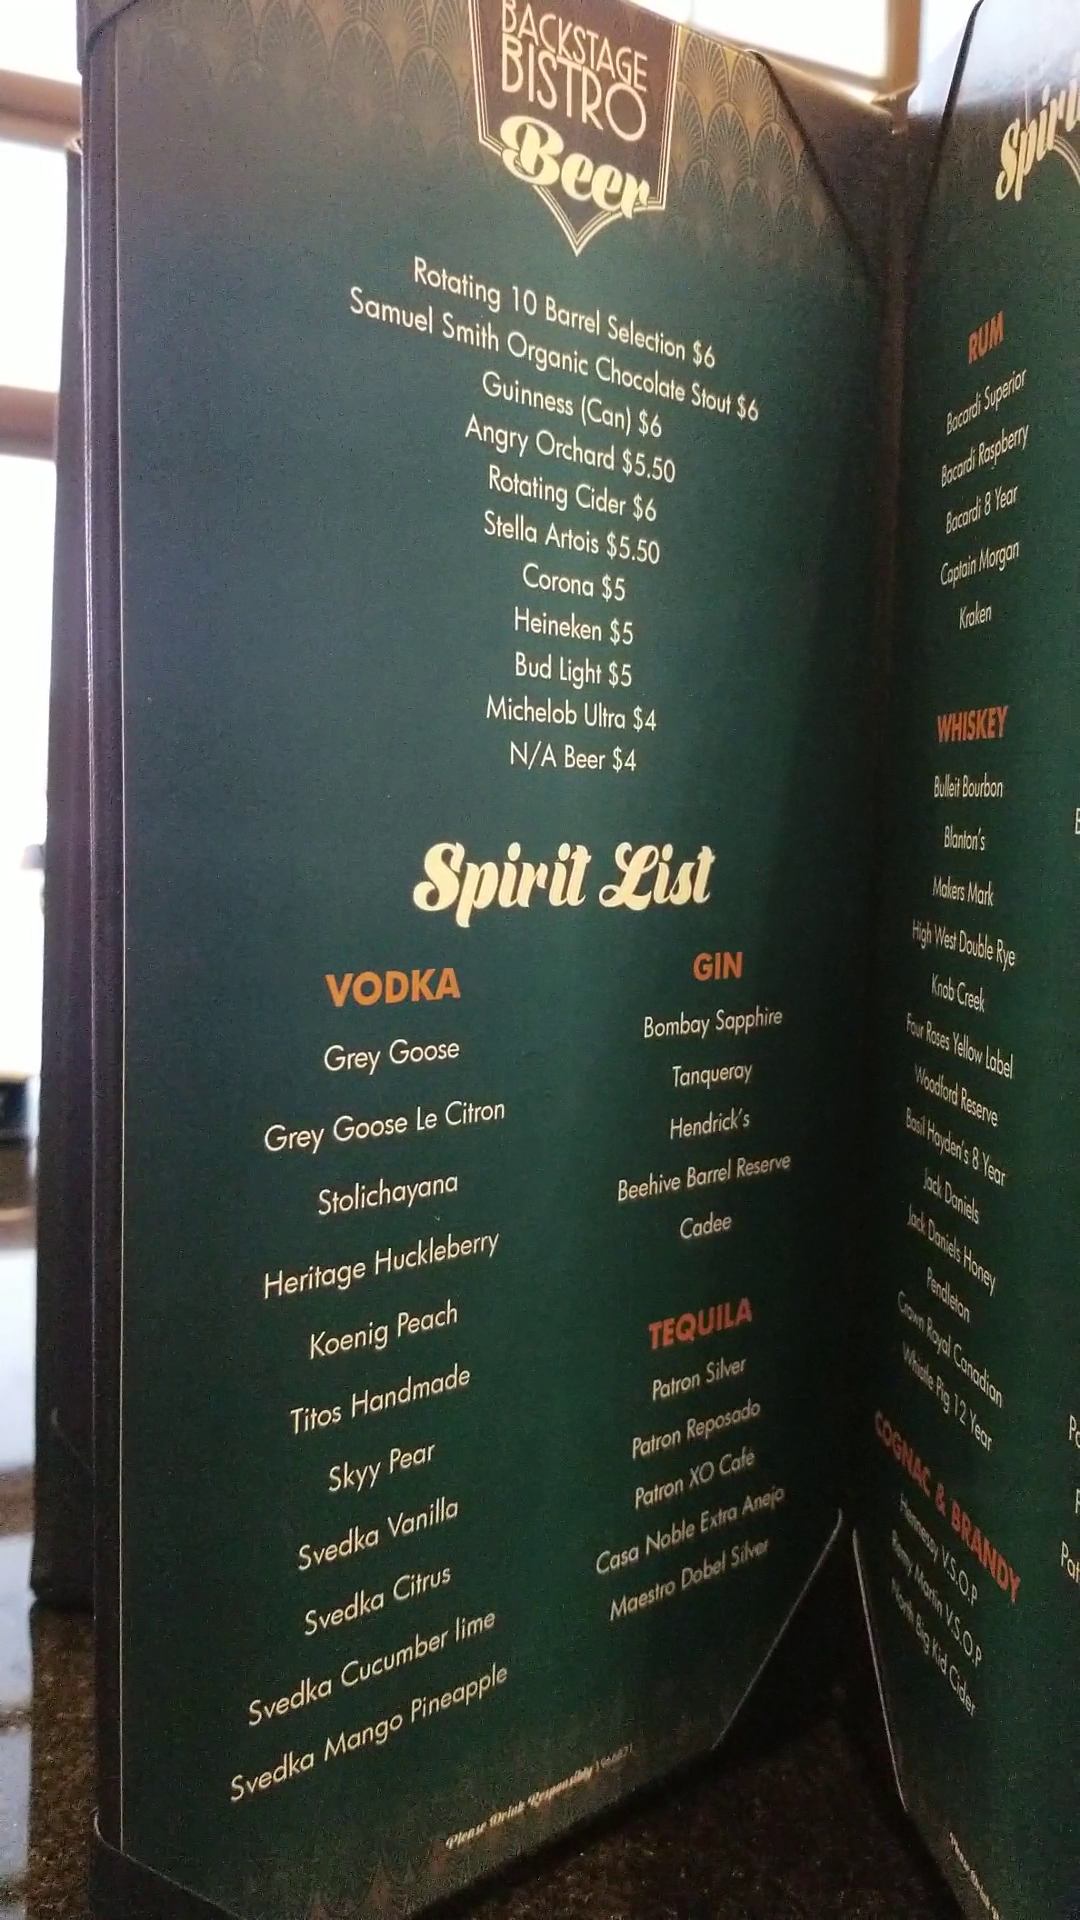 BACKSTAGE
BISTRO
Beer
Rotating 10 Barrel Selection $6
Samuel Smith Organic Chocolate Stout $6
Guinness (Can) $6
Angry Orchard $5.50
Rotating Cider $6
Stella Artois $5.50
Corona $5
Heineken $5
Bud Light $5
Michelob Ultra $4
N/A Beer $4
Spirit List
VODKA
Grey Goose
Grey Goose Le Citron
Stolichayana
Heritage Huckleberry
Koenig Peach
Titos Handmade
Skyy Pear
Svedka Vanilla
Svedka Citrus
Svedka Cucumber lime
Svedka Mango Pineapple
GIN
Bombay Sapphire
Tanqueray
Hendrick's
Beehive Barrel Reserve
Cadee
TEQUILA
Patron Silver
Patron Reposado
Patron XO Café
Casa Noble Extra Anejo
Maestro Dobel Silver
Please Drink Responsibly
RUM
Bacardi Superior
Bacardi Raspberry
Bacardi 8 Year
Captain Morgan
Kraken
WHISKEY
Bulleit Bourbon
Blanton's
Makers Mark
High West Double Rye
Knob Creek
Four Roses Yellow Label
Woodford Reserve
Basil Hayden's 8 Year
Jack Daniels
Jack Daniels Honey
Pendleton
Crown Royal Canadian
Whistle Pig 12 Year
COGNAC & BRANDY
Hennessy V.S.O.P
Remy Martin V.S.O.P
North Big Kid Cider